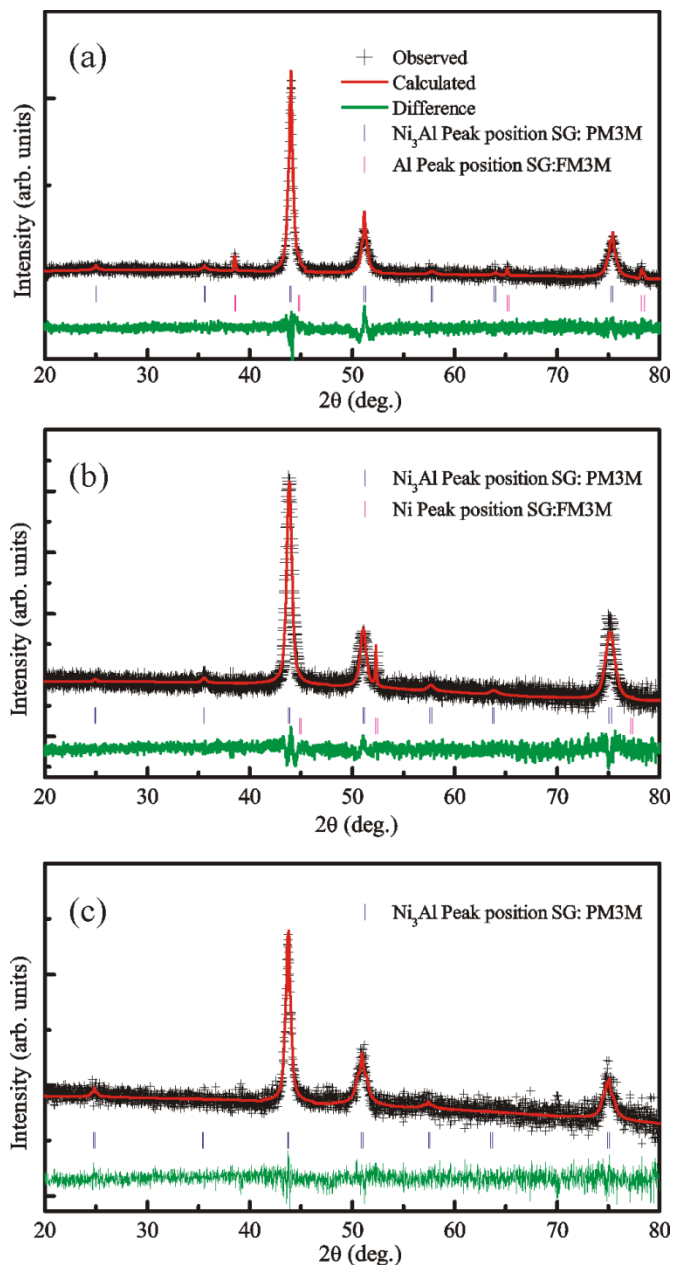 (a)
Observed
Calculated
Difference
Ni₃Al Peak position SG: PM3M
Al Peak position SG:FM3M
Intensity (arb. units)
20 30 40 50 60 70 80
2θ (deg.)
(b)
Ni₃Al Peak position SG: PM3M
Ni Peak position SG:FM3M
Intensity (arb. units)
20 30 40 50 60 70 80
2θ (deg.)
(c)
Ni₃Al Peak position SG: PM3M
Intensity (arb. units)
20 30 40 50 60 70 80
2θ (deg.)